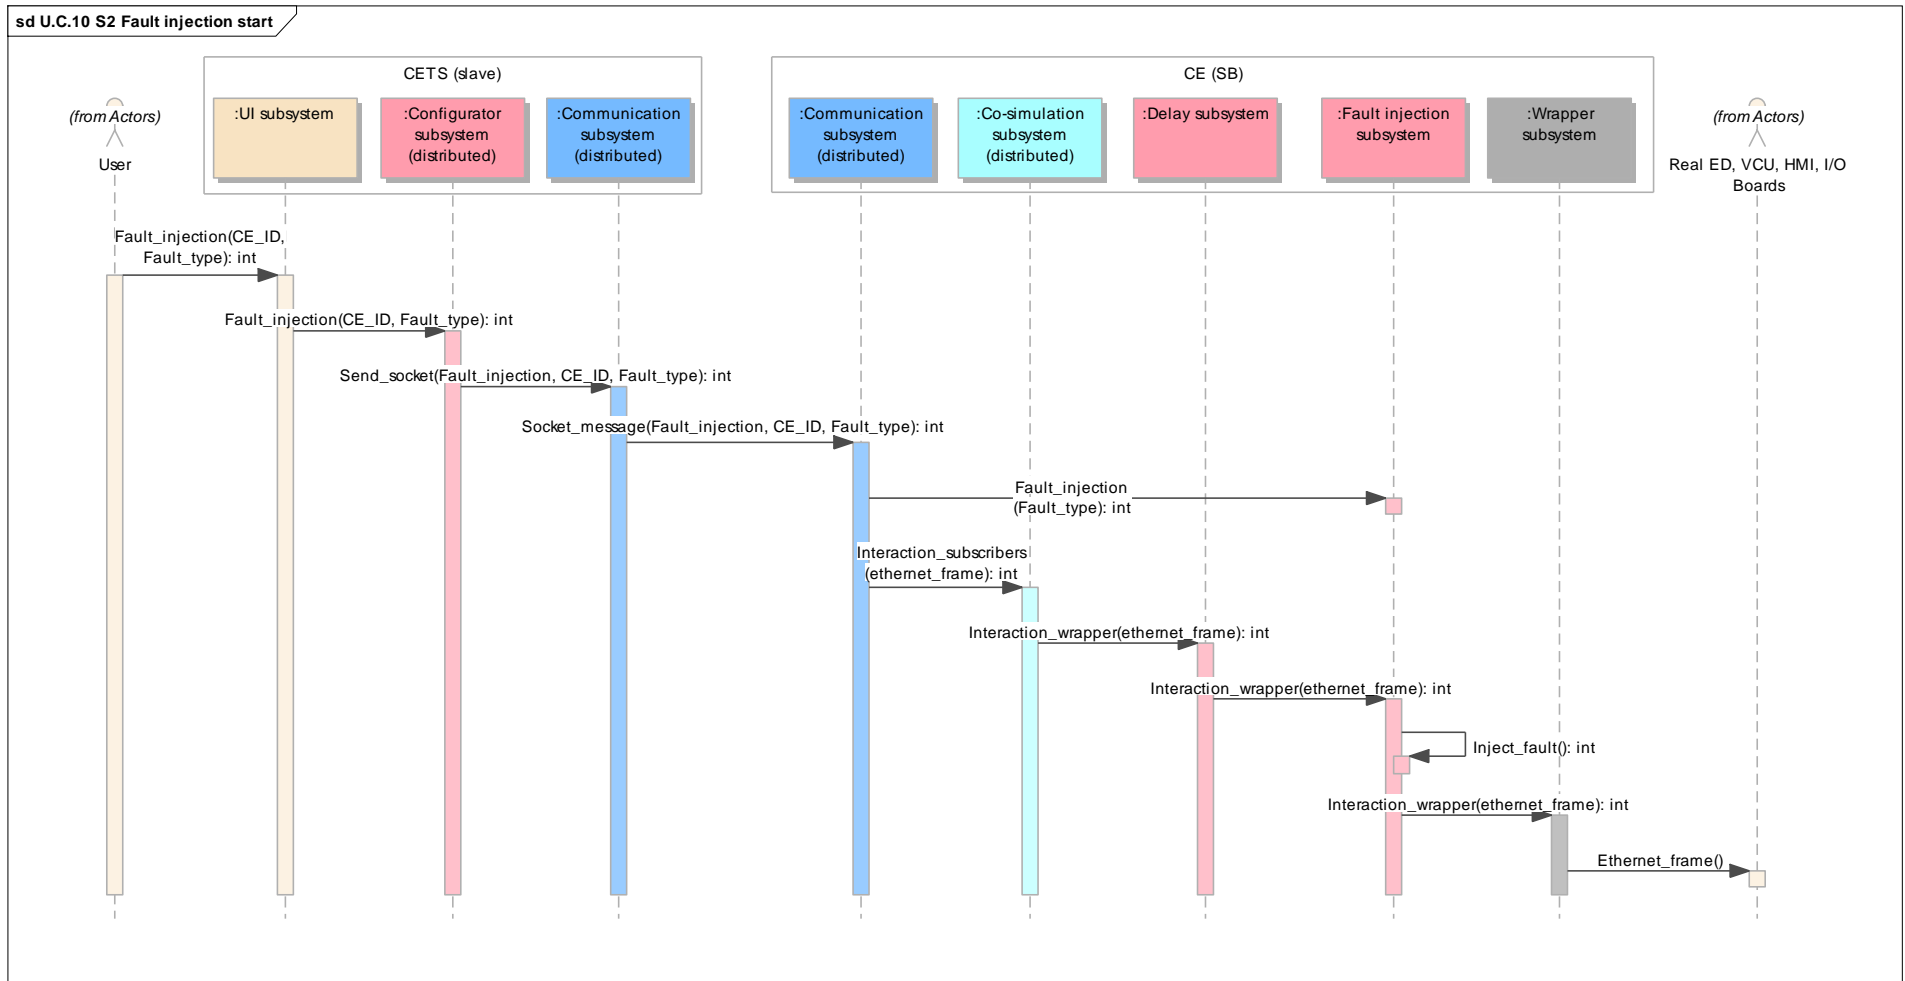 sd U.C.10 S2 Fault injection start
CETS (slave)
CE (SB)
(from Actors)
User
:UI subsystem
:Configurator
subsystem
(distributed)
:Communication
subsystem
(distributed)
:Communication
subsystem
(distributed)
:Co-simulation
subsystem
(distributed)
:Delay subsystem
:Fault injection
subsystem
:Wrapper
subsystem
(from Actors)
Real ED, VCU, HMI, I/O
Boards
Fault_injection(CE_ID,
Fault_type): int
Fault_injection(CE_ID, Fault_type): int
Send_socket(Fault_injection, CE_ID, Fault_type): int
Socket_message(Fault_injection, CE_ID, Fault_type): int
Fault_injection
(Fault_type): int
Interaction_subscribers
(ethernet_frame): int
Interaction_wrapper(ethernet_frame): int
Interaction_wrapper(ethernet_frame): int
Inject_fault(): int
Interaction_wrapper(ethernet_frame): int
Ethernet_frame()